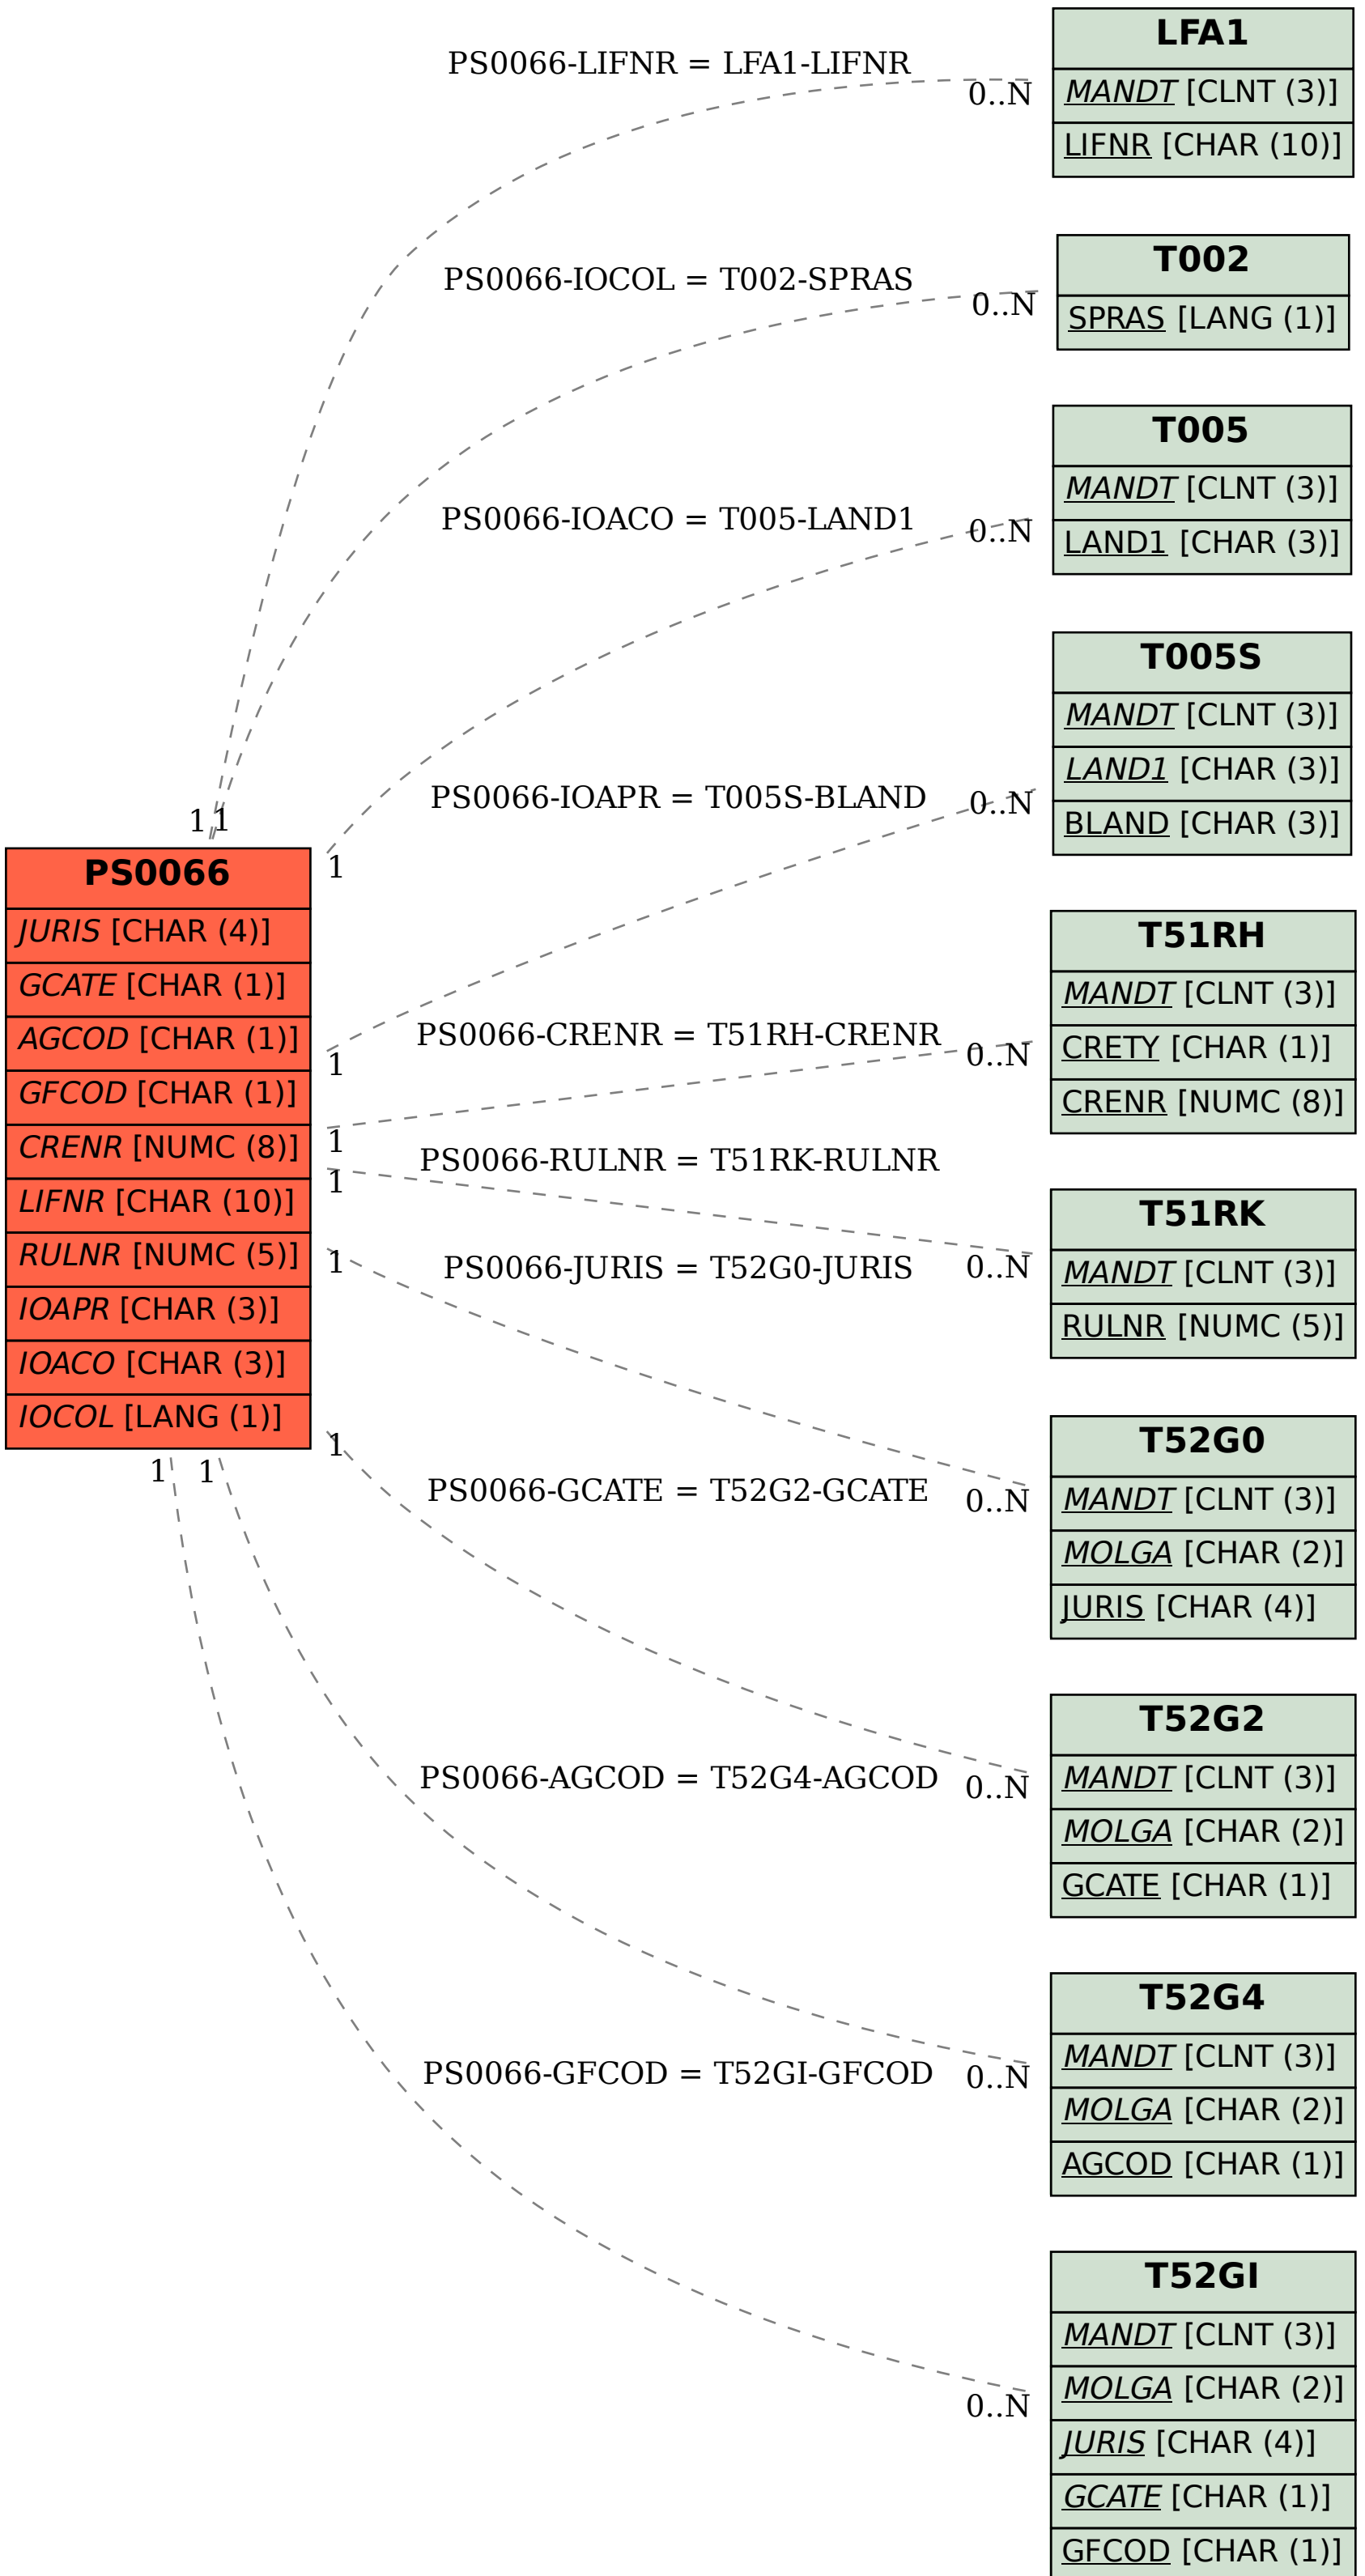 LFA1
PS0066-LIFNR = LFA1-LIFNR
0..N
MANDT [CLNT (3)]
LIFNR [CHAR (10)]
T002
PS0066-IOCOL = T002-SPRAS
0..N
SPRAS [LANG (1)]
T005
MANDT [CLNT (3)]
PS0066-IOACO = T005-LAND1
0..N
LAND1 [CHAR (3)]
T005S
MANDT [CLNT (3)]
LAND1 [CHAR (3)]
PS0066-IOAPR = T005S-BLAND
0..N
BLAND [CHAR (3)]
1
1
1
PS0066
JURIS [CHAR (4)]
GCATE [CHAR (1)]
AGCOD [CHAR (1)]
GFCOD [CHAR (1)]
CRENR [NUMC (8)]
LIFNR [CHAR (10)]
RULNR [NUMC (5)]
IOAPR [CHAR (3)]
IOACO [CHAR (3)]
IOCOL [LANG (1)]
T51RH
MANDT [CLNT (3)]
PS0066-CRENR = T51RH-CRENR
0..N
1
CRETY [CHAR (1)]
CRENR [NUMC (8)]
1
PS0066-RULNR = T51RK-RULNR
1
T51RK
1
PS0066-JURIS = T52G0-JURIS
0..N
MANDT [CLNT (3)]
RULNR [NUMC (5)]
T52G0
1
1
1
PS0066-GCATE = T52G2-GCATE
0..N
MANDT [CLNT (3)]
MOLGA [CHAR (2)]
JURIS [CHAR (4)]
T52G2
PS0066-AGCOD = T52G4-AGCOD
0..N
MANDT [CLNT (3)]
MOLGA [CHAR (2)]
GCATE [CHAR (1)]
T52G4
MANDT [CLNT (3)]
PS0066-GFCOD = T52GI-GFCOD
0..N
MOLGA [CHAR (2)]
AGCOD [CHAR (1)]
T52GI
MANDT [CLNT (3)]
MOLGA [CHAR (2)]
0..N
JURIS [CHAR (4)]
GCATE [CHAR (1)]
GFCOD [CHAR (1)]